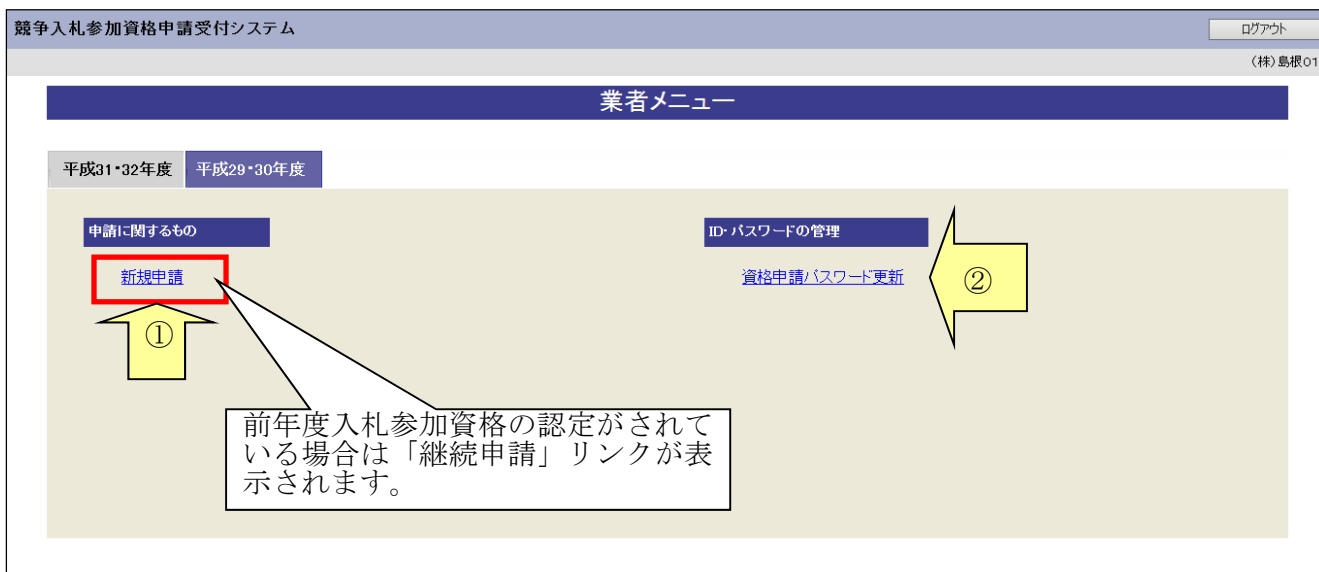 競争入札参加資格申請受付システム
ログアウト
(株)島根01
業者メニュー
平成31・32年度
平成29・30年度
申請に関するもの
ID・パスワードの管理
新規申請
資格申請パスワード更新
②
①
前年度入札参加資格の認定がされて
いる場合は「継続申請」リンクが表
示されます。